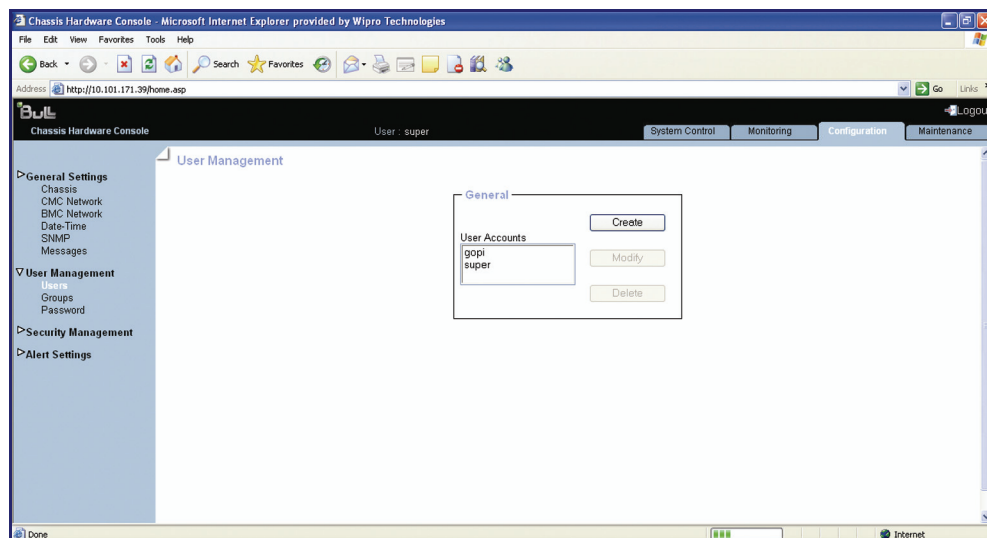 Chassis Hardware Console - Microsoft Internet Explorer provided by Wipro Technologies
File Edit View Favorites Tools Help
Back Search Favorites
Address http://10.101.171.39/home.asp Go Links
Bull Logou
Chassis Hardware Console User : super System Control Monitoring Configuration Maintenance
User Management
General Settings
Chassis
CMC Network
BMC Network
Date-Time
SNMP
Messages
User Management
Users
Groups
Password
Security Management
Alert Settings
General
Create
User Accounts
gopi
super
Modify
Delete
Done Internet